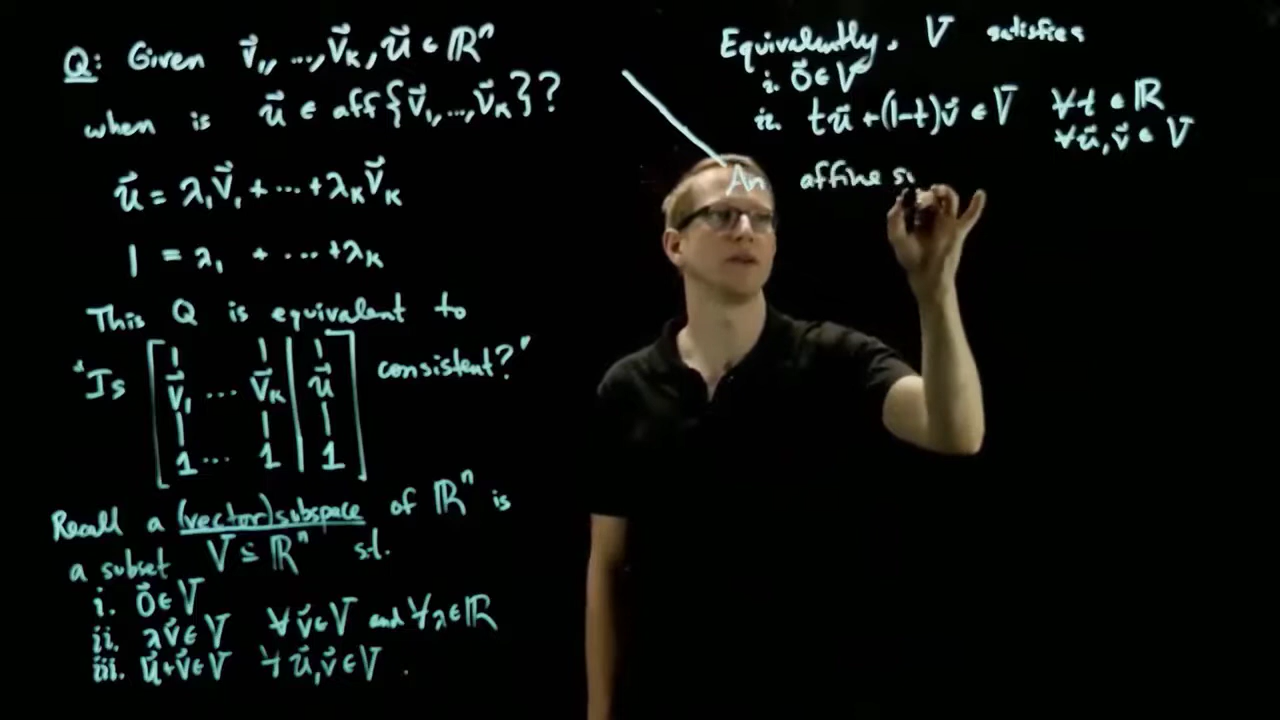 Q: Given v⃗₁, ..., v⃗ₖ, u⃗ ∈ ℝⁿ
when is u⃗ ∈ aff{v⃗₁, ..., v⃗ₖ}?
u⃗ = λ₁v⃗₁ + ... + λₖv⃗ₖ
1 = λ₁ + ... + λₖ
This Q is equivalent to
"Is [v⃗₁ ... v⃗ₖ | u⃗] consistent?"
1 ... 1 | 1
Recall a (vector) subspace of ℝⁿ is
a subset V ⊆ ℝⁿ s.t.
i. 0⃗ ∈ V
ii. λv⃗ ∈ V ∀ v⃗ ∈ V and ∀ λ ∈ ℝ
iii. u⃗ + v⃗ ∈ V ∀ u⃗, v⃗ ∈ V.
Equivalently, V satisfies
i. 0⃗ ∈ V
ii. tu⃗ + (1-t)v⃗ ∈ V ∀ t ∈ ℝ
∀ u⃗, v⃗ ∈ V
An affine s